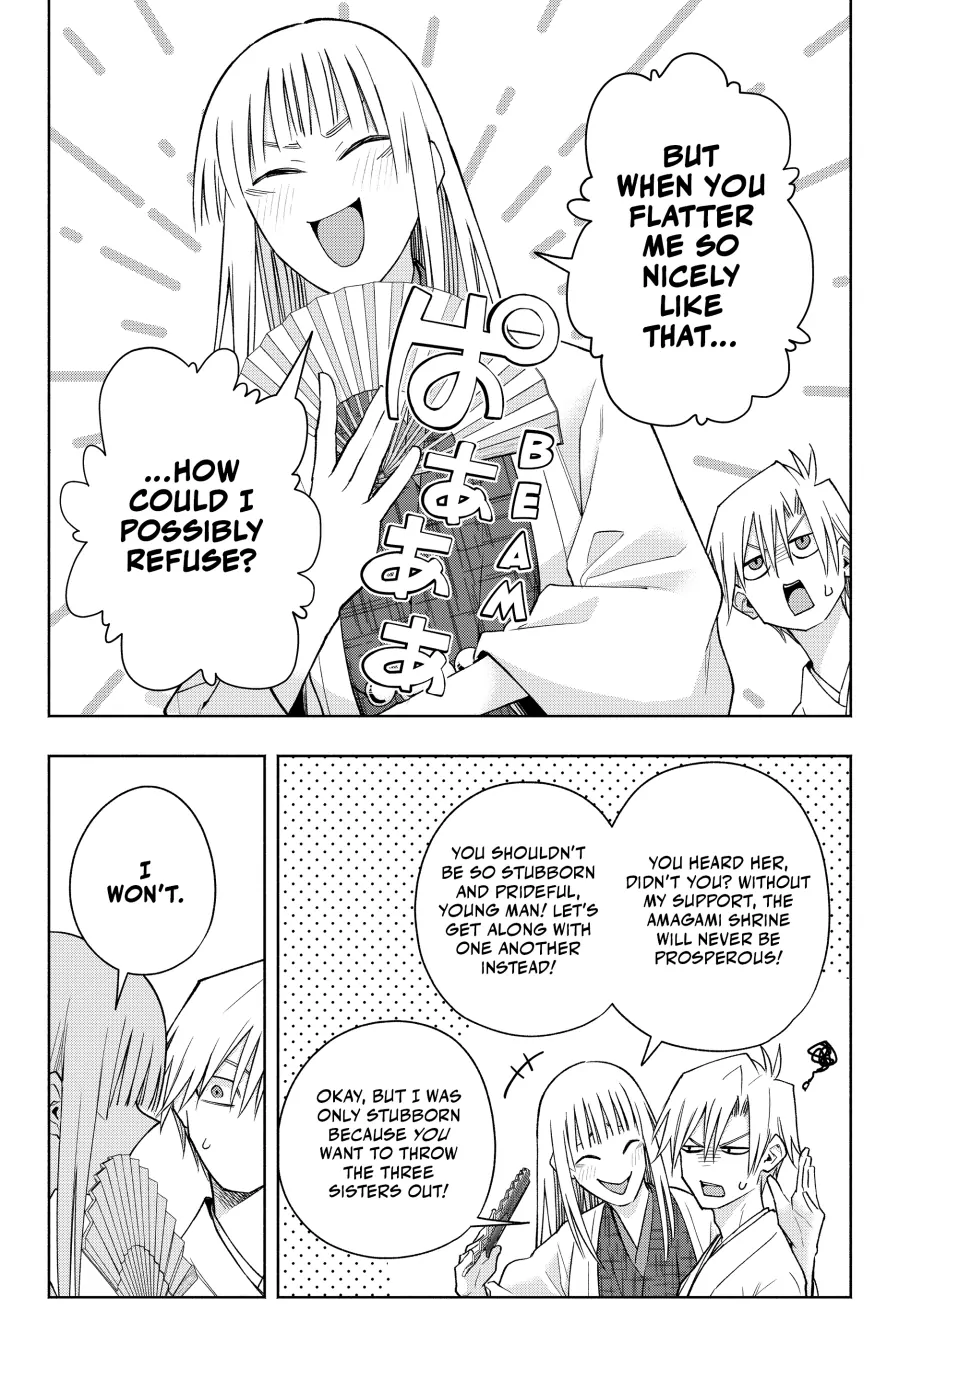 BUT
WHEN YOU
FLATTER
ME SO
NICELY
LIKE
THAT...
...HOW
COULD I
POSSIBLY
REFUSE?
ぱぁぁぁ
BEAM
YOU HEARD HER,
DIDN'T YOU? WITHOUT
MY SUPPORT, THE
AMAGAMI SHRINE
WILL NEVER BE
PROSPEROUS!
YOU SHOULDN'T
BE SO STUBBORN
AND PRIDEFUL,
YOUNG MAN! LET'S
GET ALONG WITH
ONE ANOTHER
INSTEAD!
OKAY, BUT I WAS
ONLY STUBBORN
BECAUSE YOU
WANT TO THROW
THE THREE
SISTERS OUT!
I
WON'T.